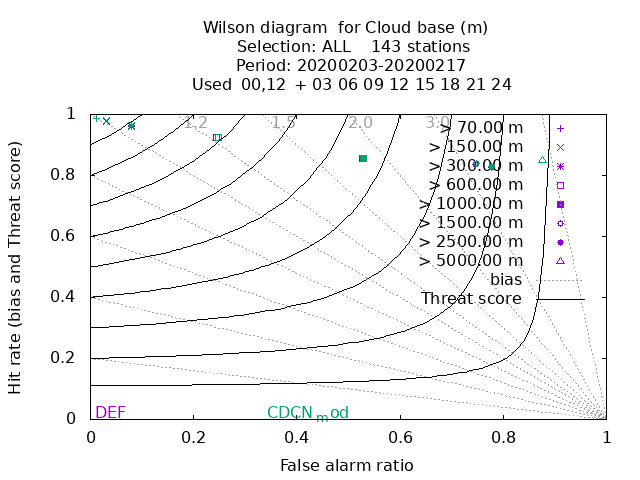 Wilson diagram  for Cloud base (m)
Selection: ALL    143 stations
Period: 20200203-20200217
Used  00,12  + 03 06 09 12 15 18 21 24
Hit rate (bias and Threat score)
1
0.8
0.6
0.4
0.2
0
1.2
1.5
2.0
3.0
> 70.00 m
> 150.00 m
> 300.00 m
> 600.00 m
> 1000.00 m
> 1500.00 m
> 2500.00 m
> 5000.00 m
bias
Threat score
DEF
CDCN_mod
0 0.2 0.4 0.6 0.8 1
False alarm ratio